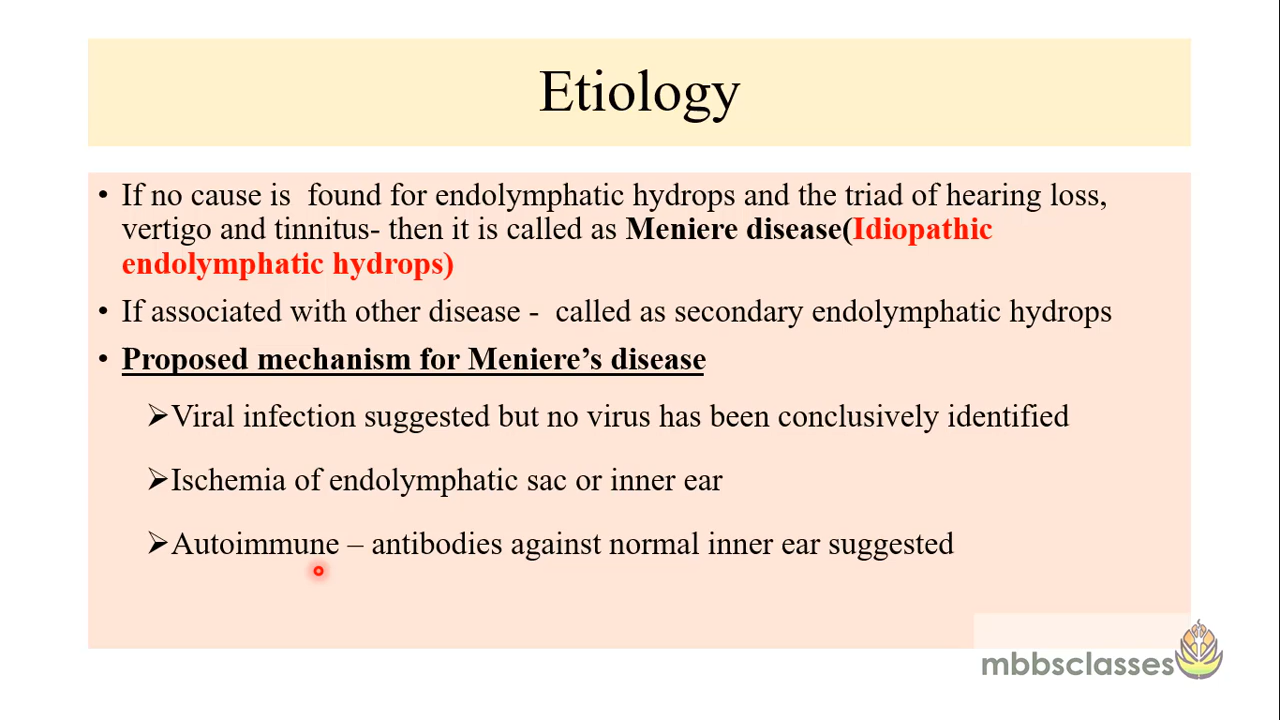 Etiology
• If no cause is  found for endolymphatic hydrops and the triad of hearing loss,
vertigo and tinnitus- then it is called as Meniere disease(Idiopathic
endolymphatic hydrops)
• If associated with other disease -  called as secondary endolymphatic hydrops
• Proposed mechanism for Meniere’s disease
➢Viral infection suggested but no virus has been conclusively identified
➢Ischemia of endolymphatic sac or inner ear
➢Autoimmune – antibodies against normal inner ear suggested
mbbsclasses